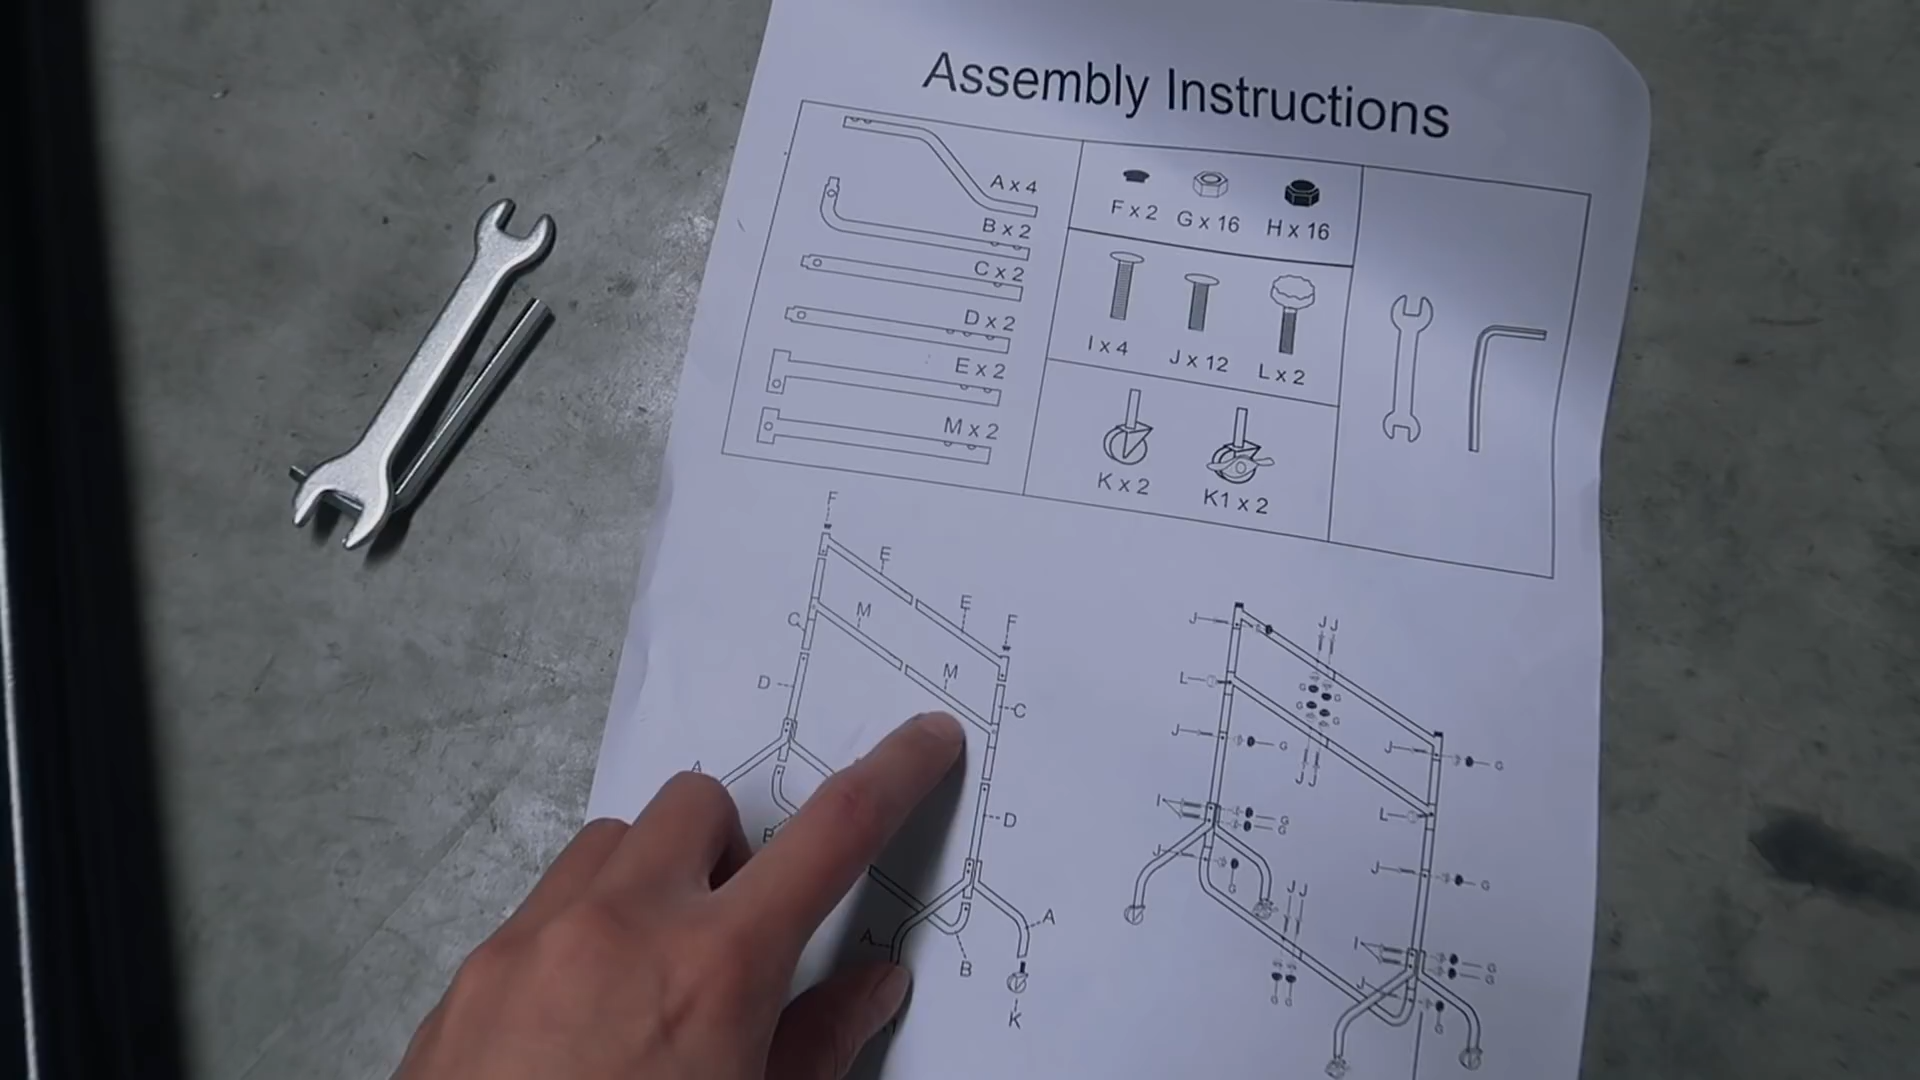 Assembly Instructions
A x 4
B x 2
C x 2
D x 2
E x 2
M x 2
F x 2 G x 16 H x 16
I x 4 J x 12 L x 2
K x 2 K1 x 2
F
E
E
F
M
C
M
D
C
A
D
B
A
A
B
K
J
J J
L
G
G
G
G
J
J
G
G
J J
L
I
G
G
J
J
G
G
J J
I
G
G
J
G
G
G